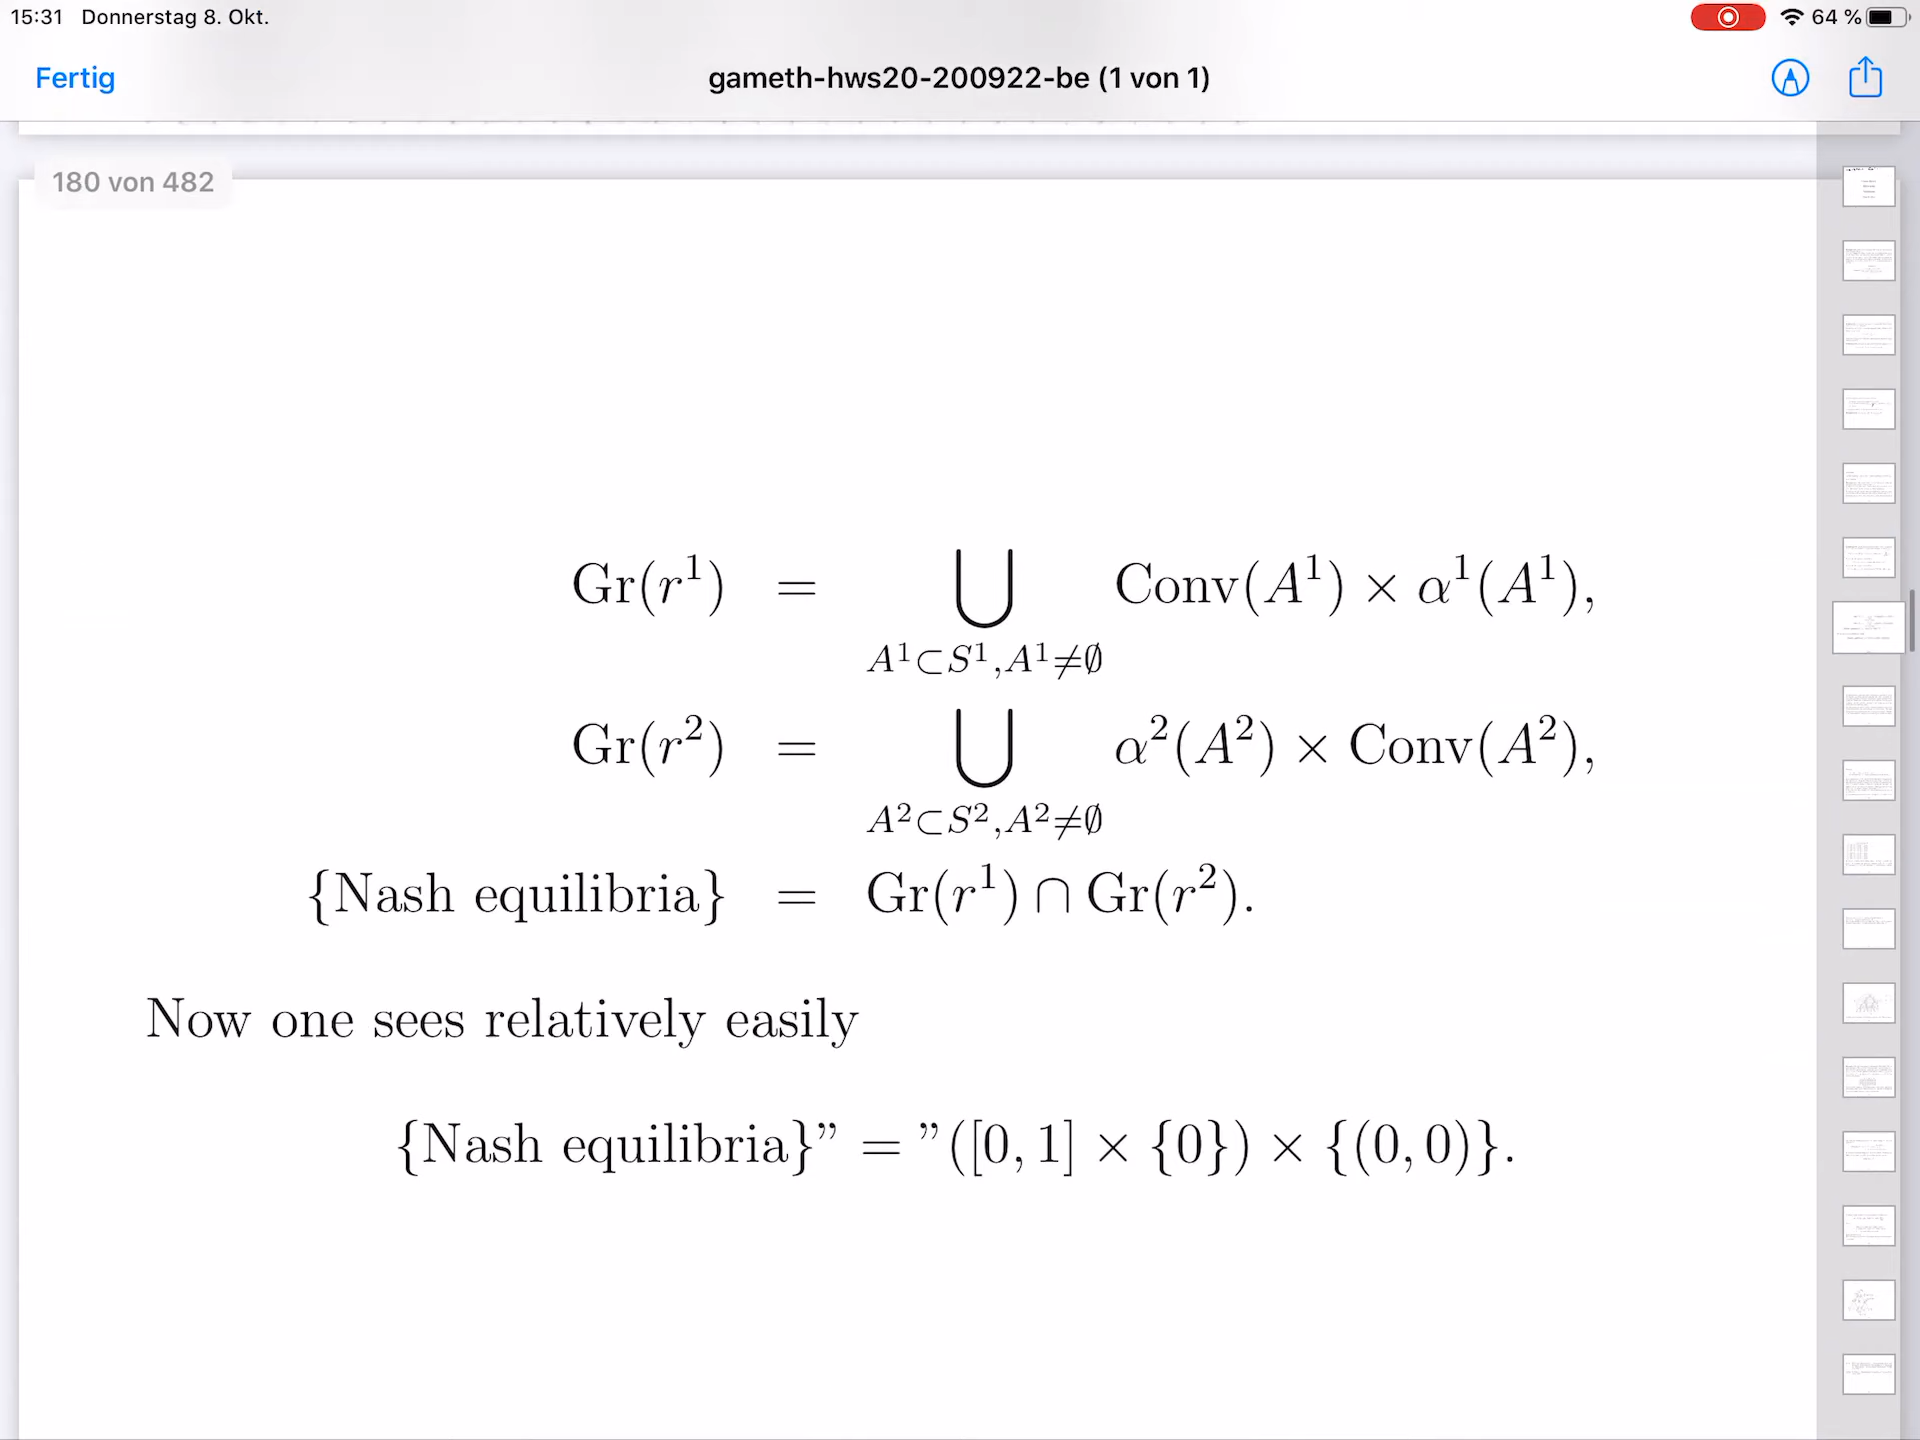 15:31 Donnerstag 8. Okt.
64 %
Fertig
gameth-hws20-200922-be (1 von 1)
180 von 482
Gr(r¹) = ⋃ Conv(A¹) × α¹(A¹),
A¹⊂S¹,A¹≠∅
Gr(r²) = ⋃ α²(A²) × Conv(A²),
A²⊂S²,A²≠∅
{Nash equilibria} = Gr(r¹) ∩ Gr(r²).
Now one sees relatively easily
{Nash equilibria}” = ”([0, 1] × {0}) × {(0, 0)}.